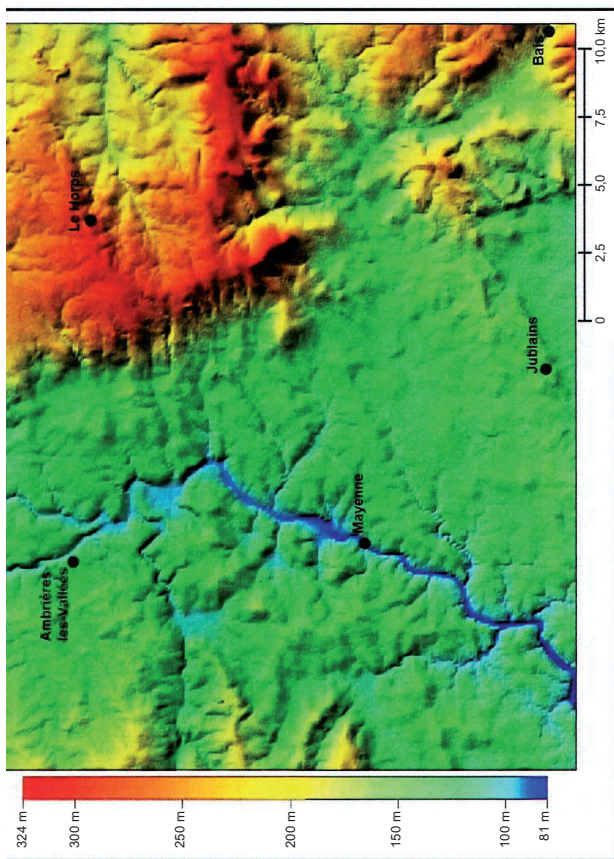 Ambrières
les-Vallées
Le Horps
Mayenne
Jublains
Bais
0
2,5
5,0
7,5
10,0 km
324 m
300 m
250 m
200 m
150 m
100 m
81 m